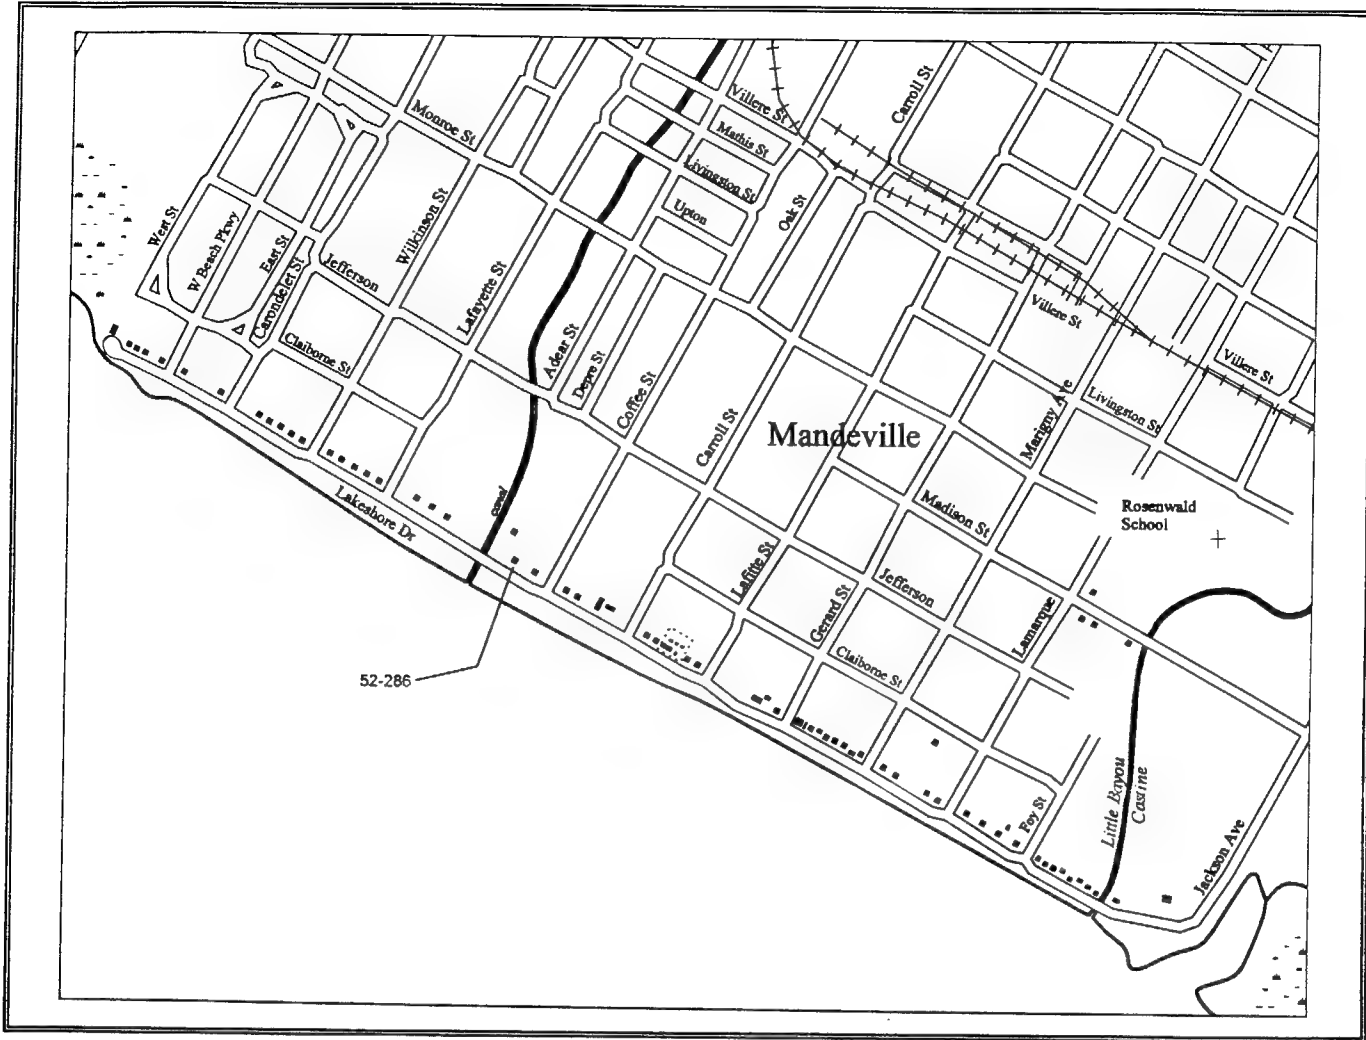 Villere St
Mathis St
Livingston St
Upton
Oak St
Carroll St
Monroe St
West St
W Beach Pkwy
East St
Carondelet St
Jefferson
Wilkinson St
Lafayette St
Claiborne St
Adear St
Depre St
Coffee St
Carroll St
Villere St
Villere St
Livingston St
Marigny Ave
Mandeville
Madison St
Rosenwald
School
Lakeshore Dr
canal
Lafitte St
Jefferson
Gerard St
Lamarque
Claiborne St
52-286
Foy St
Little Bayou
Castine
Jackson Ave